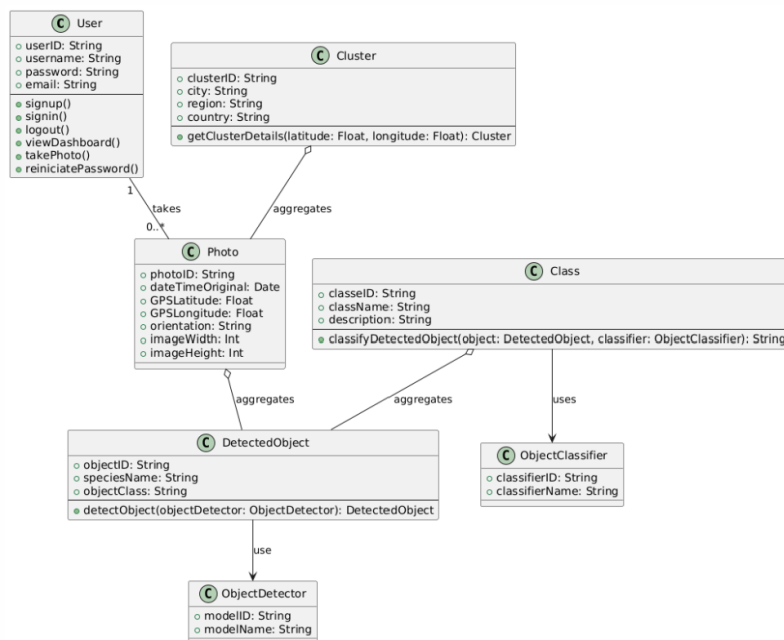 C User
userID: String
username: String
password: String
email: String
signup()
signin()
logout()
viewDashboard()
takePhoto()
reiniciatePassword()
C Cluster
clusterID: String
city: String
region: String
country: String
getClusterDetails(latitude: Float, longitude: Float): Cluster
1
takes
0..*
aggregates
C Photo
photoID: String
dateTimeOriginal: Date
GPSLatitude: Float
GPSLongitude: Float
orientation: String
imageWidth: Int
imageHeight: Int
C Class
classeID: String
className: String
description: String
classifyDetectedObject(object: DetectedObject, classifier: ObjectClassifier): String
aggregates
aggregates
uses
C DetectedObject
objectID: String
speciesName: String
objectClass: String
detectObject(objectDetector: ObjectDetector): DetectedObject
C ObjectClassifier
classifierID: String
classifierName: String
use
C ObjectDetector
modelID: String
modelName: String